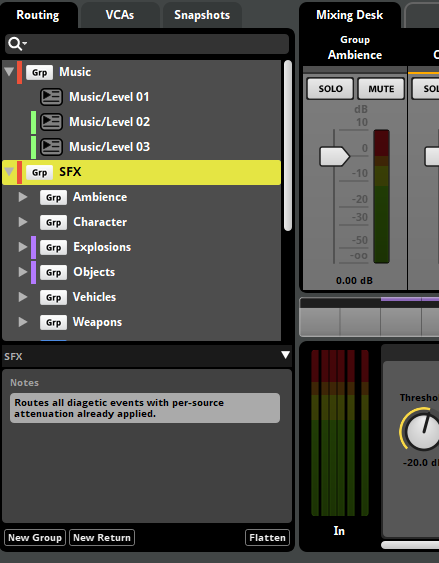 Routing
VCAs
Snapshots
Mixing Desk
Grp Music
Music/Level 01
Music/Level 02
Music/Level 03
Grp SFX
Grp Ambience
Grp Character
Grp Explosions
Grp Objects
Grp Vehicles
Grp Weapons
SFX
Notes
Routes all diagetic events with per-source
attenuation already applied.
New Group
New Return
Flatten
Group
Ambience
SOLO
MUTE
dB
10
0
-10
-20
-30
-50
-oo
0.00 dB
In
-20.0